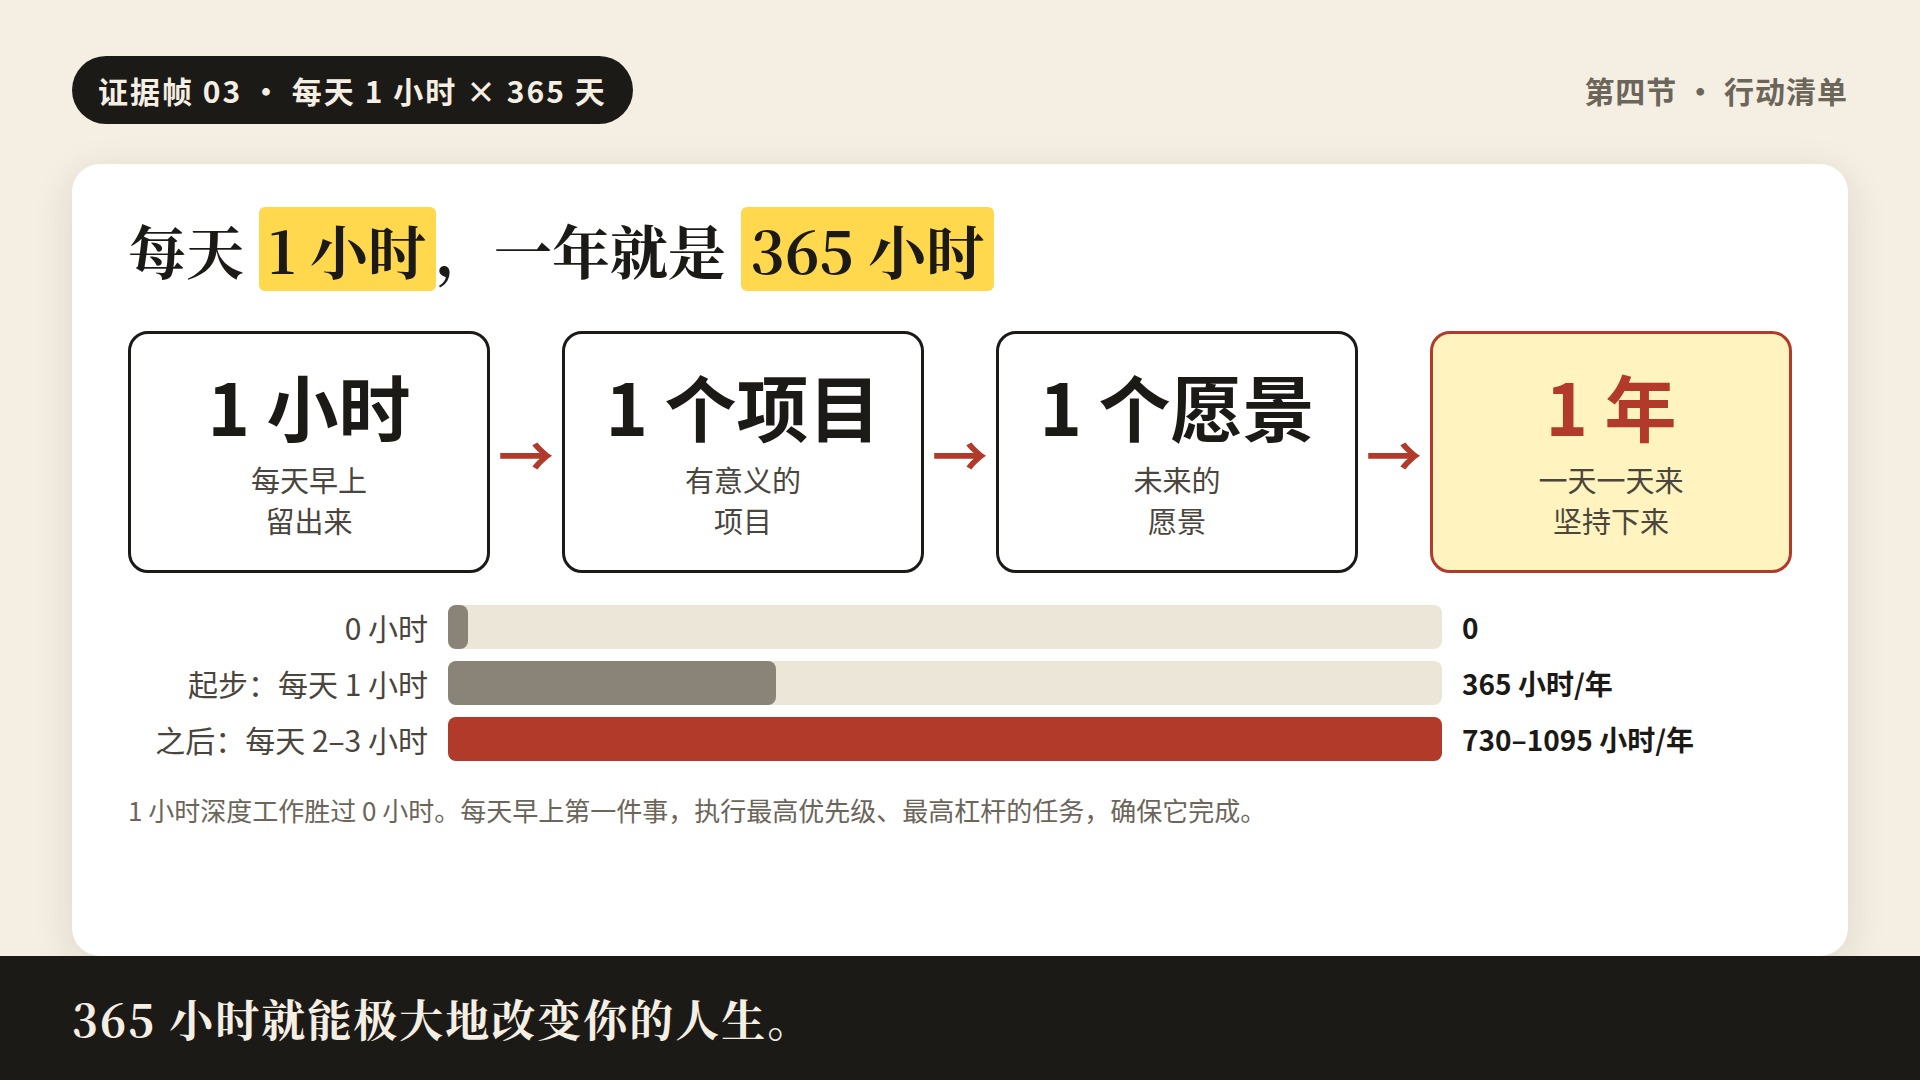 证据帧 03 · 每天 1 小时 × 365 天
第四节 · 行动清单
每天 1 小时，一年就是 365 小时
1 小时
每天早上
留出来
→
1 个项目
有意义的
项目
→
1 个愿景
未来的
愿景
→
1 年
一天一天来
坚持下来
0 小时
0
起步：每天 1 小时
365 小时/年
之后：每天 2–3 小时
730–1095 小时/年
1 小时深度工作胜过 0 小时。每天早上第一件事，执行最高优先级、最高杠杆的任务，确保它完成。
365 小时就能极大地改变你的人生。